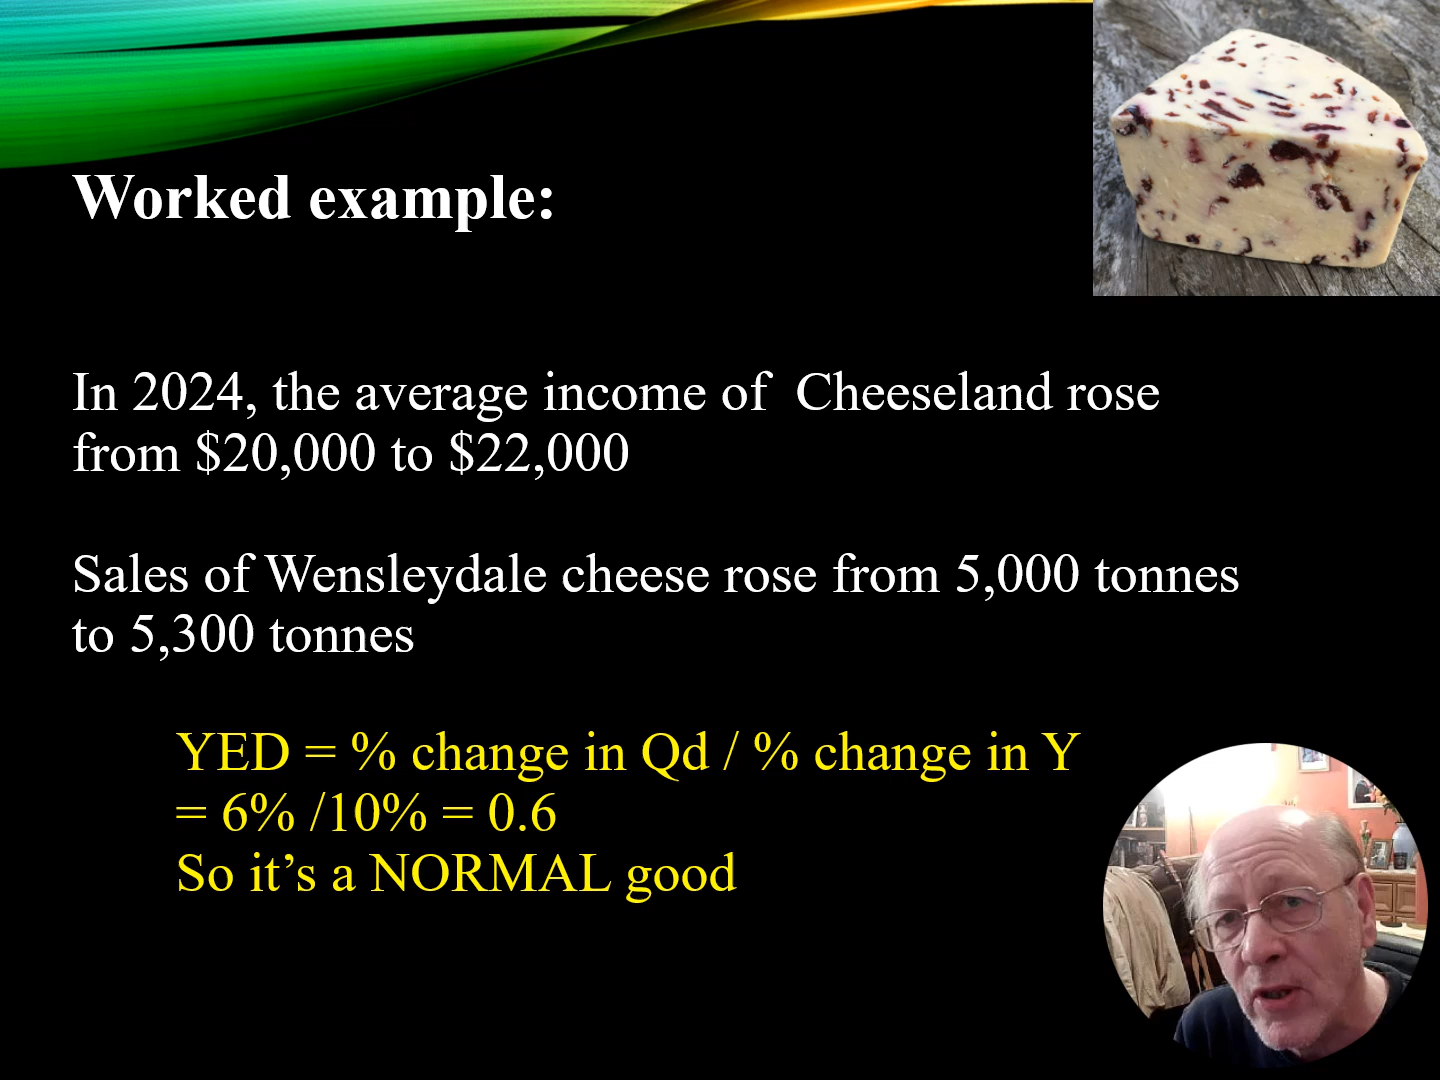 Worked example:
In 2024, the average income of  Cheeseland rose
from $20,000 to $22,000
Sales of Wensleydale cheese rose from 5,000 tonnes
to 5,300 tonnes
YED = % change in Qd / % change in Y
= 6% /10% = 0.6
So it’s a NORMAL good